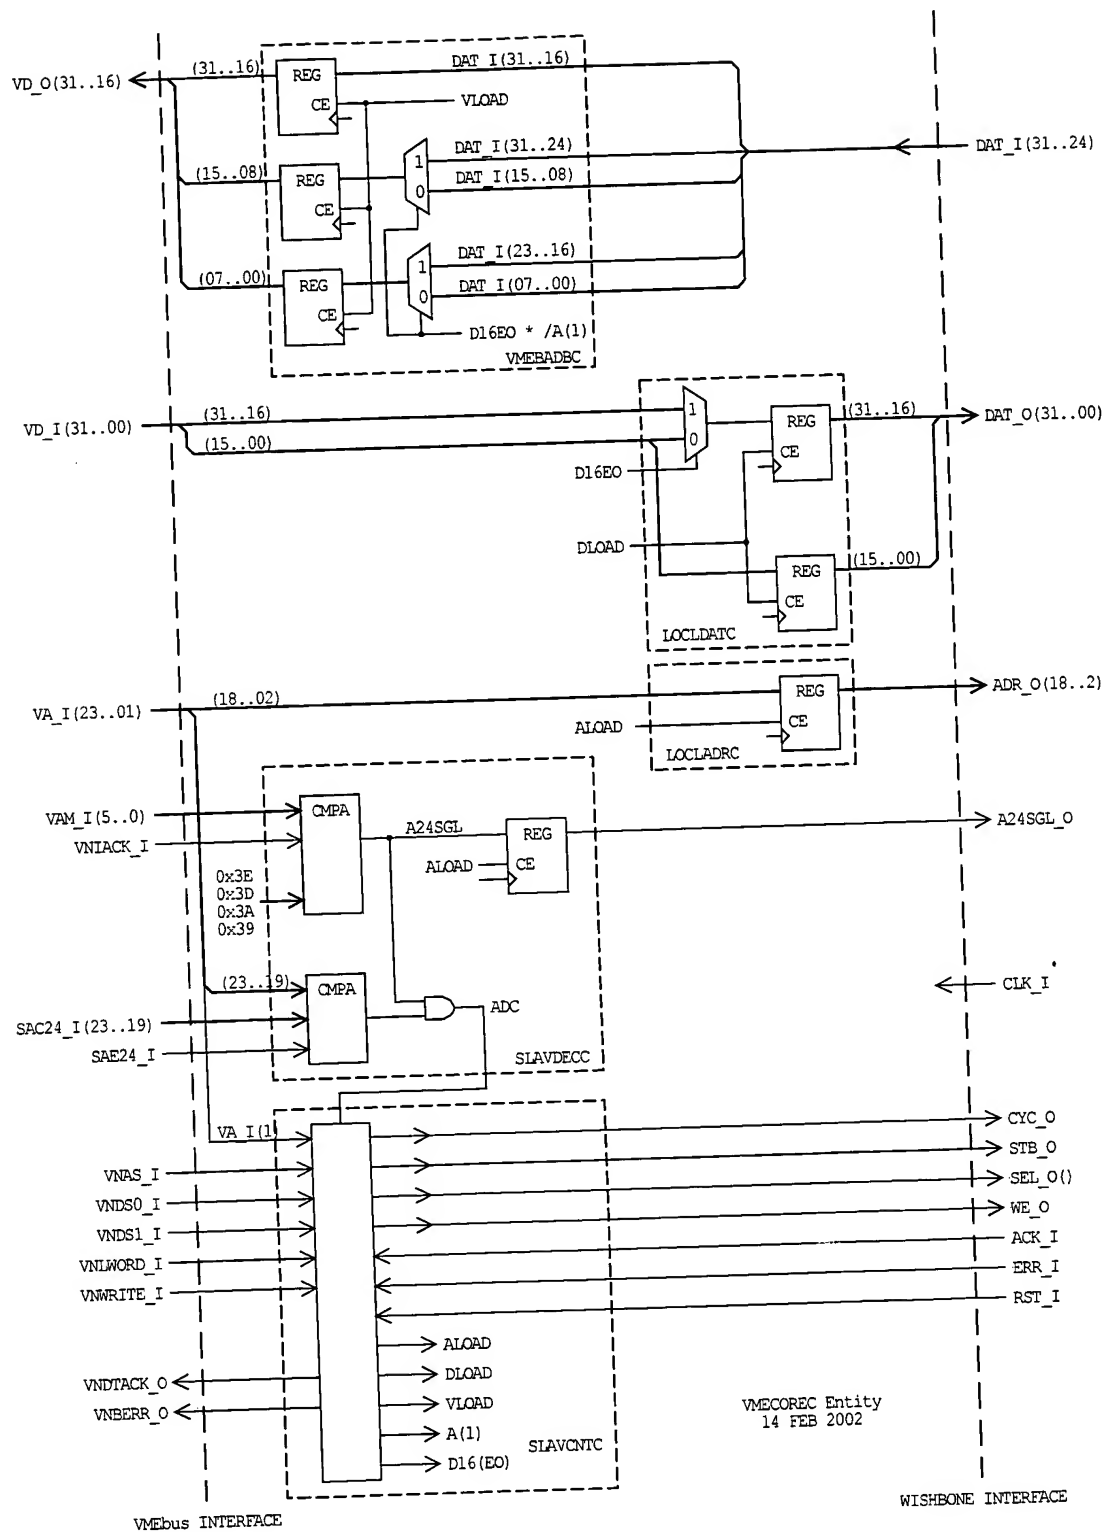 (31..16)
REG
DAT_I(31..16)
VD_O(31..16)
CE
VLOAD
DAT_I(31..24)
DAT_I(31..24)
1
(15..08)
REG
DAT_I(15..08)
0
CE
DAT_I(23..16)
1
(07..00)
REG
DAT_I(07..00)
0
CE
D16EO * /A(1)
VMEBADBC
(31..16)
1
REG
(31..16)
DAT_O(31..00)
VD_I(31..00)
(15..00)
0
CE
D16EO
DLOAD
REG
(15..00)
CE
LOCLDATC
(18..02)
REG
ADR_O(18..2)
VA_I(23..01)
CE
ALOAD
LOCLADRC
CMPA
VAM_I(5..0)
A24SGL
REG
A24SGL_O
VNIACK_I
ALOAD
CE
0x3E
0x3D
0x3A
0x39
(23..19)
CMPA
CLK_I
ADC
SAC24_I(23..19)
SAE24_I
SLAVDECC
VA_I(1
CYC_O
VNAS_I
STB_O
VNDS0_I
SEL_O()
VNDS1_I
WE_O
VNLWORD_I
ACK_I
VNWRITE_I
ERR_I
RST_I
ALOAD
VNDTACK_O
DLOAD
VNBERR_O
VLOAD
A(1)
SLAVCNTC
D16(EO)
VMECOREC Entity
14 FEB 2002
VMEbus INTERFACE
WISHBONE INTERFACE